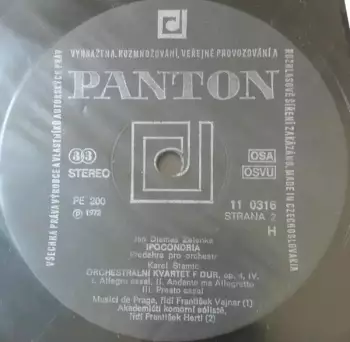 VŠECHNA PRÁVA VÝROBCE A VLASTNÍKŮ AUTORSKÝCH PRÁV VYHRAZENA. ROZMNOŽOVÁNÍ, VEŘEJNÉ PROVOZOVÁNÍ A ROZHLASOVÉ ŠÍŘENÍ ZAKÁZÁNO. MADE IN CZECHOSLOVAKIA
PANTON
33
STEREO
OSA
OSVU
PE 200
11 0316
Ⓟ 1972
STRANA 2
H
Jan Dismas Zelenka
IPOCONDRIA
Předehra pro orchestr
Karel Stamic
ORCHESTRÁLNÍ KVARTET F DUR, op. 4, IV.
I. Allegro assai, II. Andante ma Allegretto
III. Presto assai
Musici de Praga, řídí František Vajnar (1)
Akademičtí komorní sólisté,
řídí František Hertl (2)